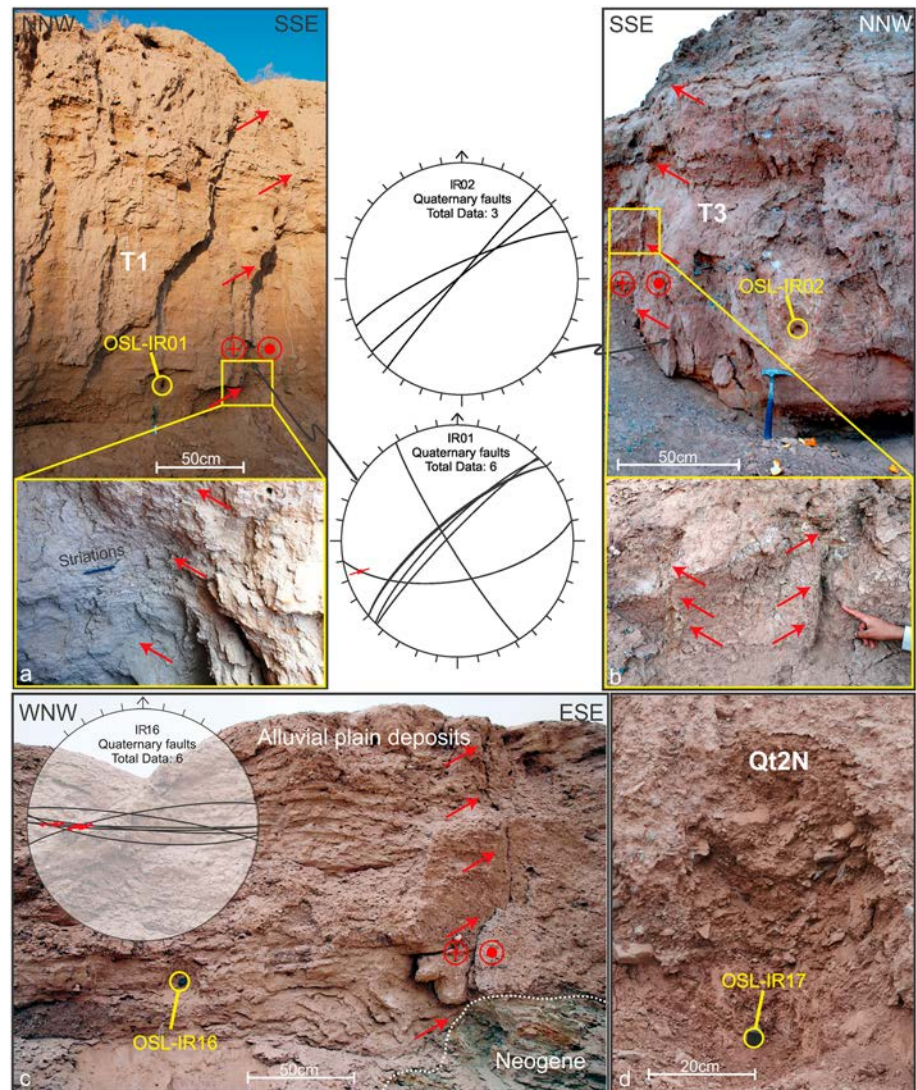 NNW
SSE
T1
OSL-IR01
50cm
Striations
a
IR02
Quaternary faults
Total Data: 3
IR01
Quaternary faults
Total Data: 6
SSE
NNW
T3
OSL-IR02
50cm
b
WNW
ESE
IR16
Quaternary faults
Total Data: 6
Alluvial plain deposits
OSL-IR16
50cm
Neogene
c
Qt2N
OSL-IR17
20cm
d